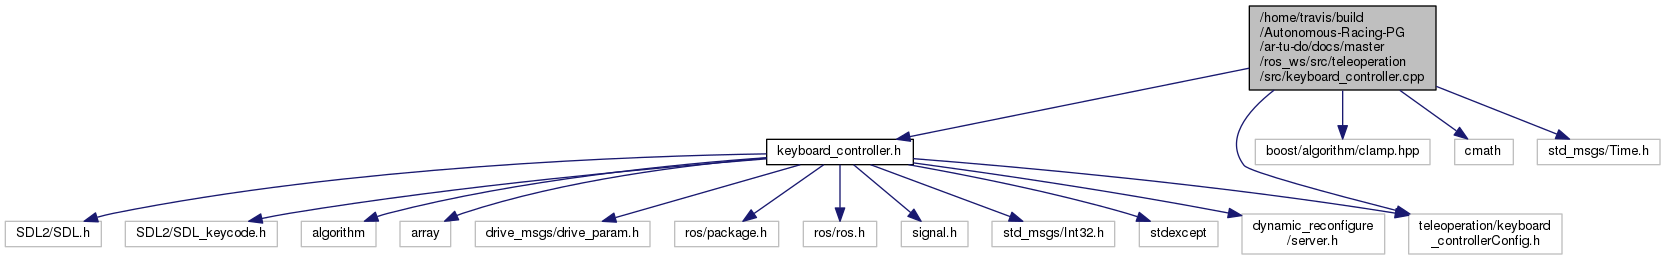 /home/travis/build
/Autonomous-Racing-PG
/ar-tu-do/docs/master
/ros_ws/src/teleoperation
/src/keyboard_controller.cpp
keyboard_controller.h
boost/algorithm/clamp.hpp
cmath
std_msgs/Time.h
SDL2/SDL.h
SDL2/SDL_keycode.h
algorithm
array
drive_msgs/drive_param.h
ros/package.h
ros/ros.h
signal.h
std_msgs/Int32.h
stdexcept
dynamic_reconfigure
/server.h
teleoperation/keyboard
_controllerConfig.h